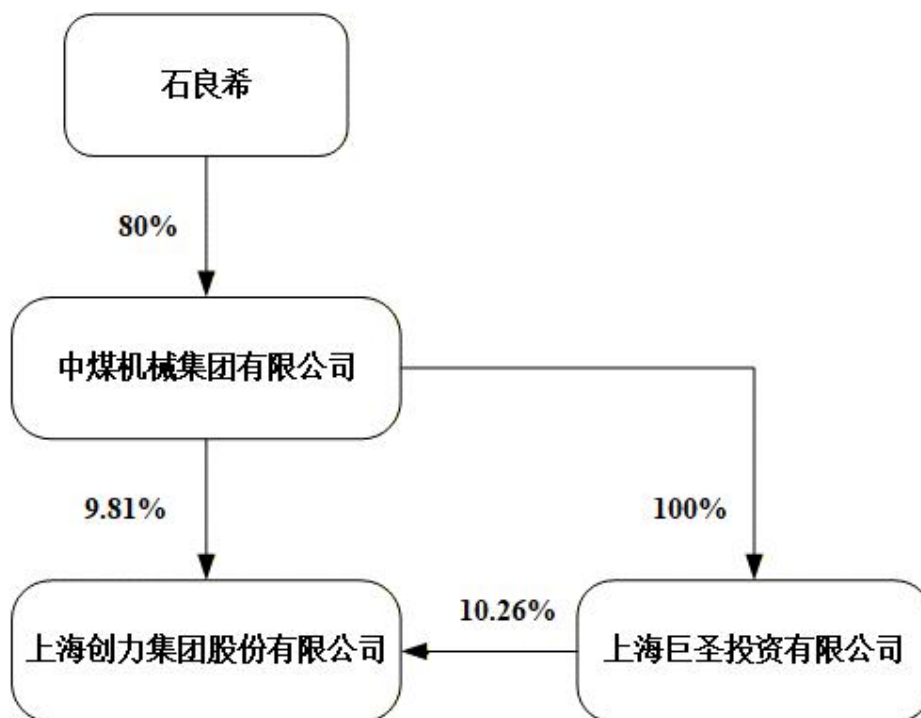 石良希
80%
中煤机械集团有限公司
9.81%
100%
上海创力集团股份有限公司
10.26%
上海巨圣投资有限公司